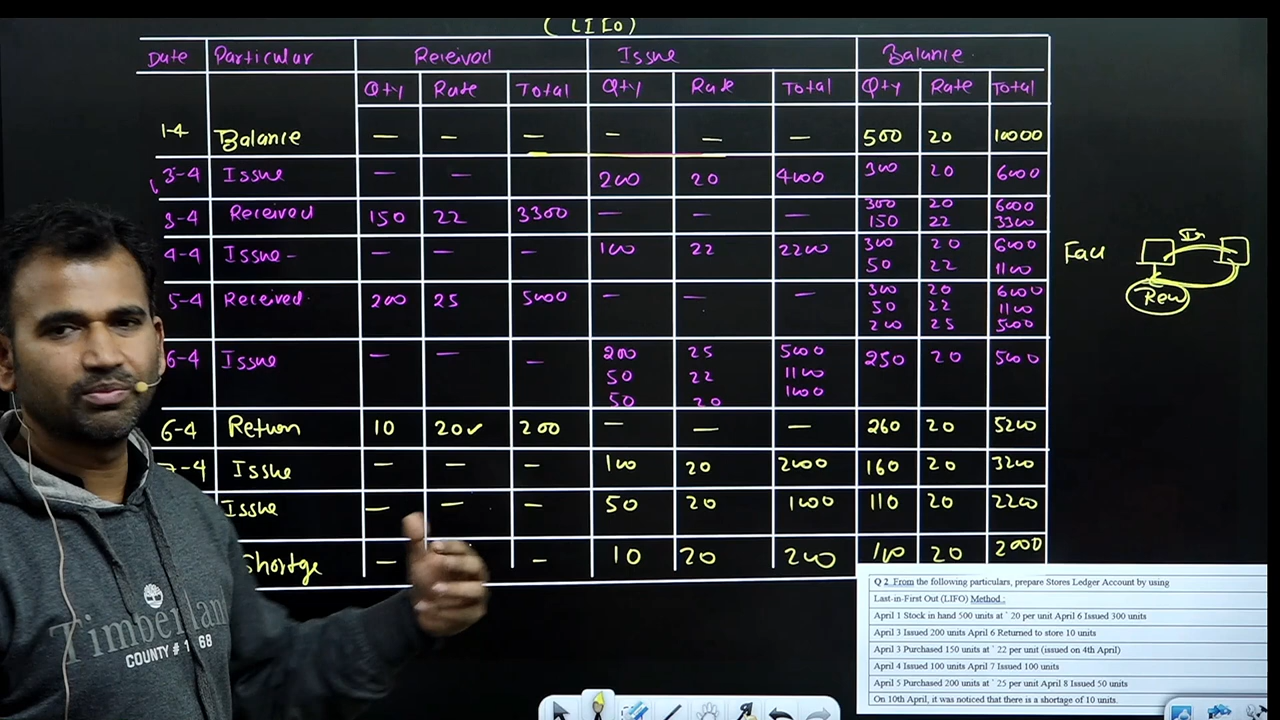 (LIFO)
Date Particular Received Issue Balance
Qty Rate Total Qty Rate Total Qty Rate Total
1-4 Balance — — — — — — 500 20 10000
3-4 Issue — — 200 20 4000 300 20 6000
3-4 Received 150 22 3300 — — — 300 20 6000
150 22 3300
4-4 Issue - — — — 100 22 2200 300 20 6000
50 22 1100
5-4 Received 200 25 5000 — — — 300 20 6000
50 22 1100
200 25 5000
6-4 Issue — — — 200 25 5000 250 20 5000
50 22 1100
50 20 1000
6-4 Return 10 20 ✓ 200 — — — 260 20 5200
7-4 Issue — — — 100 20 2000 160 20 3200
Issue — — — 50 20 1000 110 20 2200
Shortge — — 10 20 200 100 20 2000
Q 2 From the following particulars, prepare Stores Ledger Account by using
Last-in-First Out (LIFO) Method :
April 1 Stock in hand 500 units at ` 20 per unit April 6 Issued 300 units
April 3 Issued 200 units April 6 Returned to store 10 units
April 3 Purchased 150 units at ` 22 per unit (issued on 4th April)
April 4 Issued 100 units April 7 Issued 100 units
April 5 Purchased 200 units at ` 25 per unit April 8 Issued 50 units
On 10th April, it was noticed that there is a shortage of 10 units.
Timberla
COUNTY # 1 68